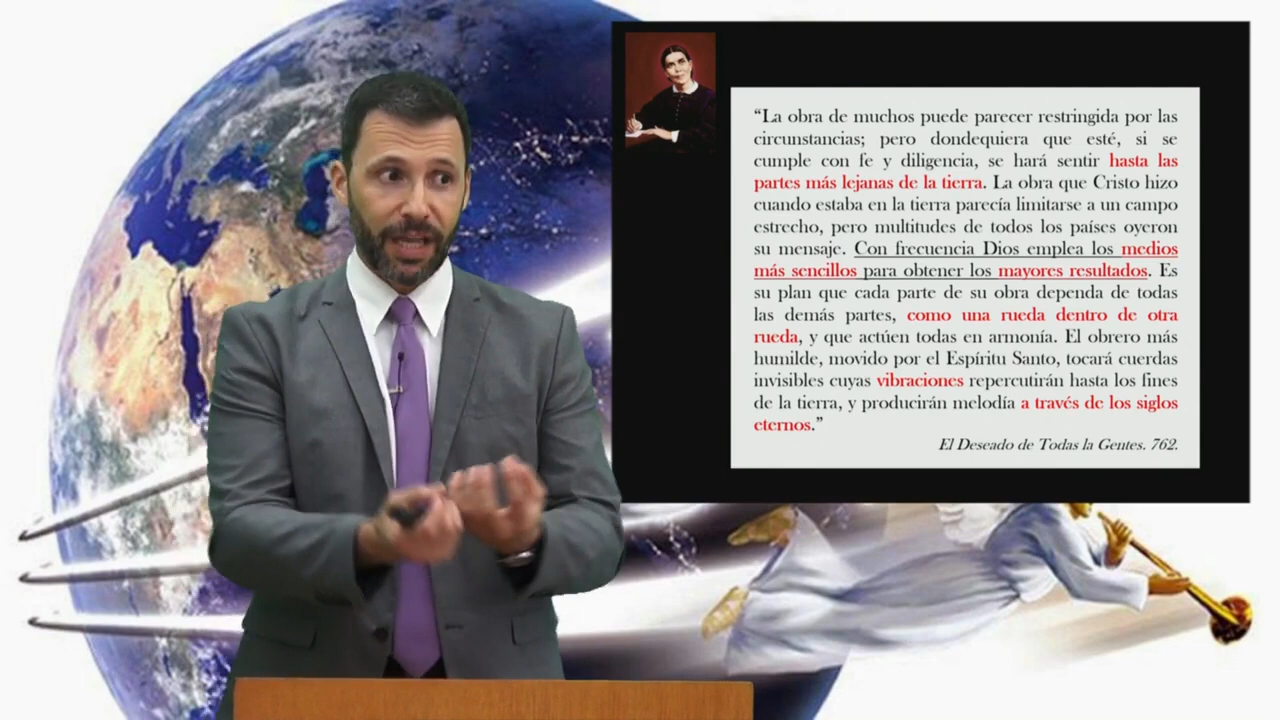 “La obra de muchos puede parecer restringida por las
circunstancias; pero dondequiera que esté, si se
cumple con fe y diligencia, se hará sentir hasta las
partes más lejanas de la tierra. La obra que Cristo hizo
cuando estaba en la tierra parecía limitarse a un campo
estrecho, pero multitudes de todos los países oyeron
su mensaje. Con frecuencia Dios emplea los medios
más sencillos para obtener los mayores resultados. Es
su plan que cada parte de su obra dependa de todas
las demás partes, como una rueda dentro de otra
rueda, y que actúen todas en armonía. El obrero más
humilde, movido por el Espíritu Santo, tocará cuerdas
invisibles cuyas vibraciones repercutirán hasta los fines
de la tierra, y producirán melodía a través de los siglos
eternos.”
El Deseado de Todas la Gentes. 762.